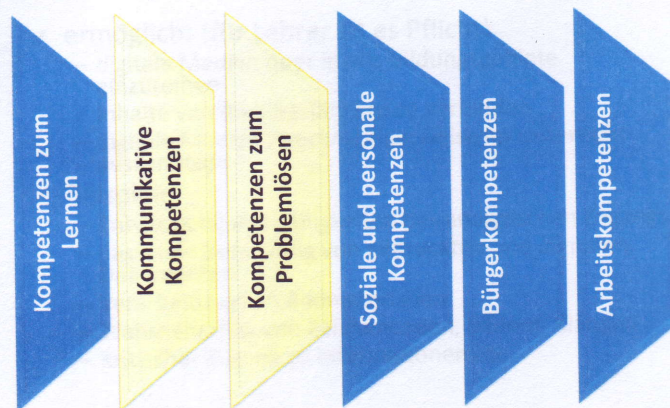 Kompetenzen zum
Lernen
Kommunikative
Kompetenzen
Kompetenzen zum
Problemlösen
Soziale und personale
Kompetenzen
Bürgerkompetenzen
Arbeitskompetenzen